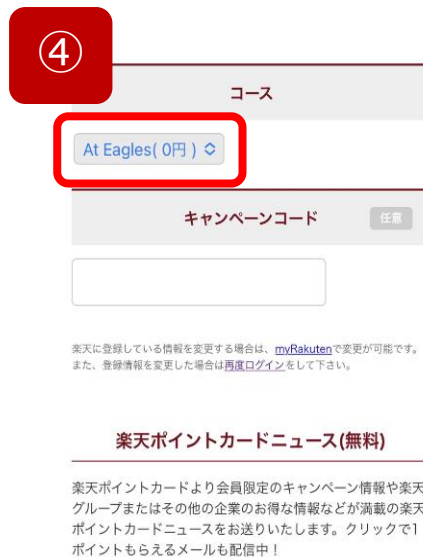 ④
コース
At Eagles( 0円 )
キャンペーンコード 任意
楽天に登録している情報を変更する場合は、myRakutenで変更が可能です。
また、登録情報を変更した場合は再度ログインをして下さい。
楽天ポイントカードニュース(無料)
楽天ポイントカードより会員限定のキャンペーン情報や楽天
グループまたはその他の企業のお得な情報などが満載の楽天
ポイントカードニュースをお送りいたします。クリックで1
ポイントもらえるメールも配信中！